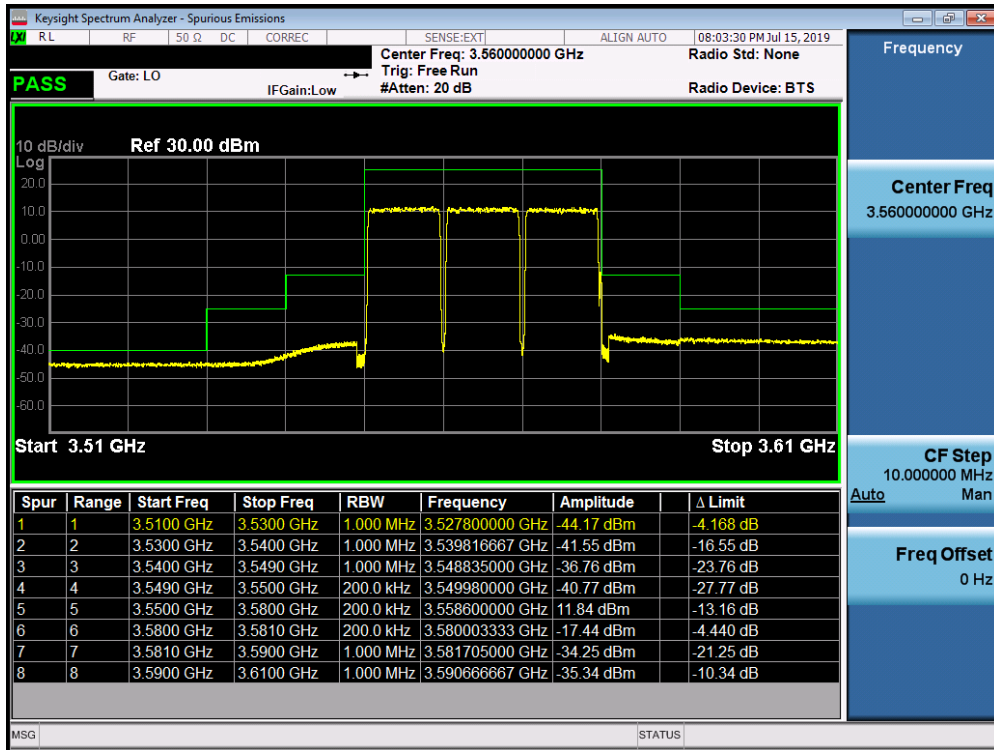 Keysight Spectrum Analyzer - Spurious Emissions
LXI RL RF 50 Ω DC CORREC SENSE:EXT ALIGN AUTO 08:03:30 PM Jul 15, 2019
Center Freq: 3.560000000 GHz Radio Std: None
Gate: LO Trig: Free Run
PASS IFGain:Low #Atten: 20 dB Radio Device: BTS
Frequency
10 dB/div Ref 30.00 dBm
Log
20.0
10.0
0.00
-10.0
-20.0
-30.0
-40.0
-50.0
-60.0
Start 3.51 GHz Stop 3.61 GHz
Spur Range Start Freq Stop Freq RBW Frequency Amplitude Δ Limit
1 1 3.5100 GHz 3.5300 GHz 1.000 MHz 3.527800000 GHz -44.17 dBm -4.168 dB
2 2 3.5300 GHz 3.5400 GHz 1.000 MHz 3.539816667 GHz -41.55 dBm -16.55 dB
3 3 3.5400 GHz 3.5490 GHz 1.000 MHz 3.548835000 GHz -36.76 dBm -23.76 dB
4 4 3.5490 GHz 3.5500 GHz 200.0 kHz 3.549980000 GHz -40.77 dBm -27.77 dB
5 5 3.5500 GHz 3.5800 GHz 200.0 kHz 3.558600000 GHz 11.84 dBm -13.16 dB
6 6 3.5800 GHz 3.5810 GHz 200.0 kHz 3.580003333 GHz -17.44 dBm -4.440 dB
7 7 3.5810 GHz 3.5900 GHz 1.000 MHz 3.581705000 GHz -34.25 dBm -21.25 dB
8 8 3.5900 GHz 3.6100 GHz 1.000 MHz 3.590666667 GHz -35.34 dBm -10.34 dB
Center Freq
3.560000000 GHz
CF Step
10.000000 MHz
Auto Man
Freq Offset
0 Hz
MSG STATUS